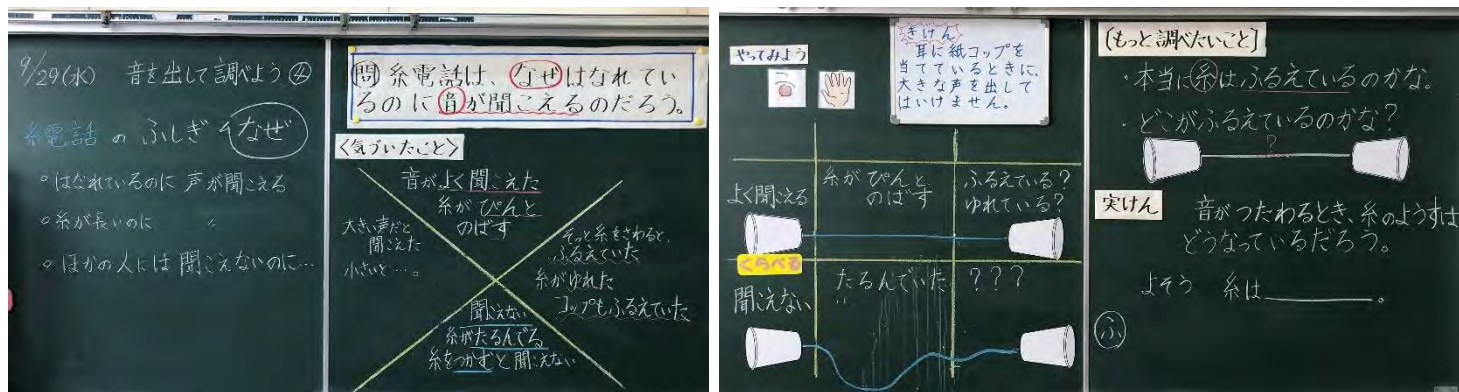 9/29(水) 音を出して調べよう④
糸電話のふしぎ なぜ
○はなれているのに 声が聞こえる
○糸が長いのに 〃
○ほかの人には 聞こえないのに…
問 糸電話は、なぜはなれてい
るのに音が聞こえるのだろう。
〈気づいたこと〉
音がよく聞こえた
糸がぴんと
のばす
大きい声だと
聞こえた
小さいと…。
そっと糸をさわると、
ふるえていた
糸がゆれた
コップもふるえていた
聞こえない
糸がたるんでる
糸をつかむと聞こえない
やってみよう
きけん
耳に紙コップを
当てているときに、
大きな声を出して
はいけません。
よく聞こえる
糸がぴんと
のばす
ふるえている?
ゆれている?
くらべる
聞こえない
たるんでいた
???
[もっと調べたいこと]
・本当に糸はふるえているのかな。
・どこがふるえているのかな?
?
実けん 音がつたわるとき、糸のようすは
どうなっているだろう。
よそう 糸は＿＿＿＿＿＿。
ふ